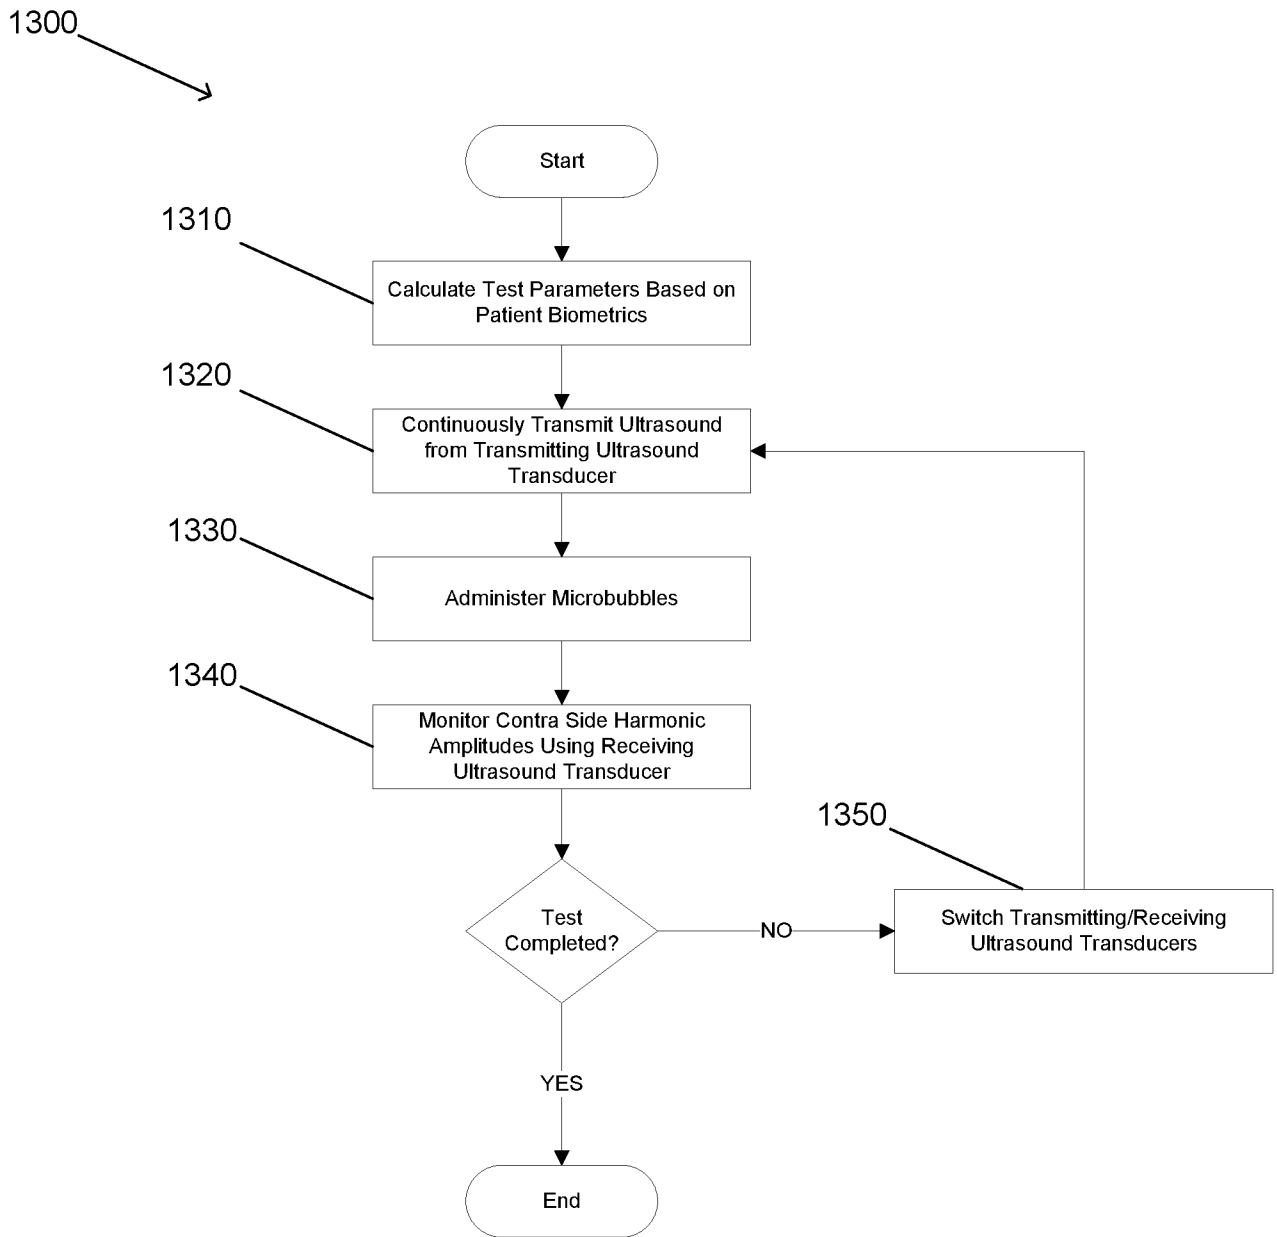 1300
Start
1310
Calculate Test Parameters Based on
Patient Biometrics
1320
Continuously Transmit Ultrasound
from Transmitting Ultrasound
Transducer
1330
Administer Microbubbles
1340
Monitor Contra Side Harmonic
Amplitudes Using Receiving
Ultrasound Transducer
Test
Completed?
NO
1350
Switch Transmitting/Receiving
Ultrasound Transducers
YES
End